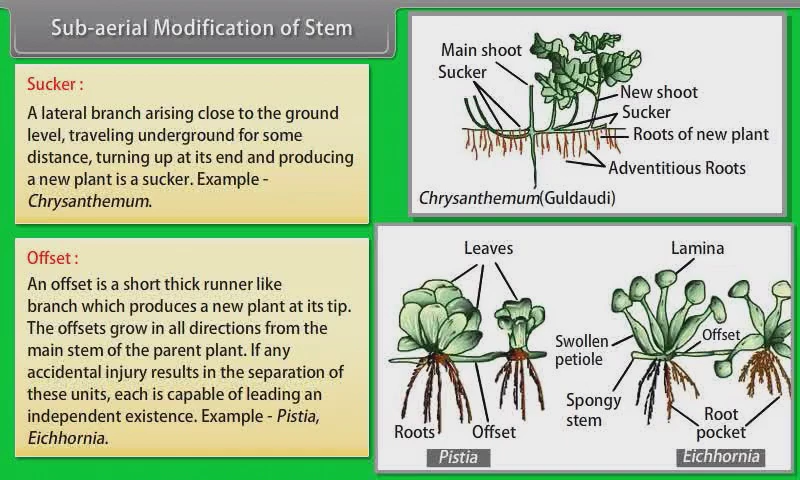 Sub-aerial Modification of Stem
Sucker :
A lateral branch arising close to the ground
level, traveling underground for some
distance, turning up at its end and producing
a new plant is a sucker. Example -
Chrysanthemum.
Main shoot
Sucker
New shoot
Sucker
Roots of new plant
Adventitious Roots
Chrysanthemum(Guldaudi)
Offset :
An offset is a short thick runner like
branch which produces a new plant at its tip.
The offsets grow in all directions from the
main stem of the parent plant. If any
accidental injury results in the separation of
these units, each is capable of leading an
independent existence. Example - Pistia,
Eichhornia.
Leaves
Roots
Offset
Pistia
Lamina
Swollen
petiole
Offset
Spongy
stem
Root
pocket
Eichhornia